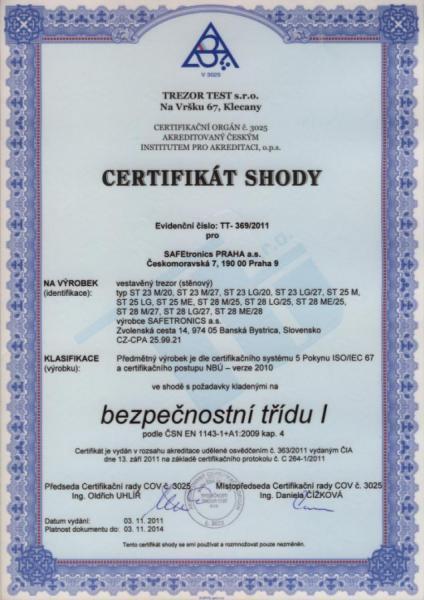 V 3025
TREZOR TEST s.r.o.
Na Vršku 67, Klecany
CERTIFIKAČNÍ ORGÁN č. 3025
AKREDITOVANÝ ČESKÝM
INSTITUTEM PRO AKREDITACI, o.p.s.
CERTIFIKÁT SHODY
Evidenční číslo: TT- 369/2011
pro
SAFEtronics PRAHA a.s.
Českomoravská 7, 190 00 Praha 9
NA VÝROBEK vestavěný trezor (stěnový)
(identifikace): typ ST 23 M/20, ST 23 M/27, ST 23 LG/20, ST 23 LG/27, ST 25 M,
ST 25 LG, ST 25 ME, ST 28 M/25, ST 28 LG/25, ST 28 ME/25,
ST 28 M/27, ST 28 LG/27, ST 28 ME/28
výrobce SAFETRONICS a.s.
Zvolenská cesta 14, 974 05 Banská Bystrica, Slovensko
CZ-CPA 25.99.21
KLASIFIKACE Předmětný výrobek je dle certifikačního systému 5 Pokynu ISO/IEC 67
(výrobku): a certifikačního postupu NBÚ – verze 2010
ve shodě s požadavky kladenými na
bezpečnostní třídu I
podle ČSN EN 1143-1+A1:2009 kap. 4
Certifikát je vydán v rozsahu akreditace udělené osvědčením č. 363/2011 vydaným ČIA
dne 13. září 2011 na základě certifikačního protokolu č. C 264-1/2011
Předseda Certifikační rady COV č. 3025 Místopředseda Certifikační rady COV č. 3025
Ing. Oldřich UHLÍŘ Ing. Daniela ČÍŽKOVÁ
Datum vydání: 03. 11. 2011
Platnost dokumentu do: 03. 11. 2014
Tento certifikát shody se smí používat a rozmnožovat pouze nezměněn.